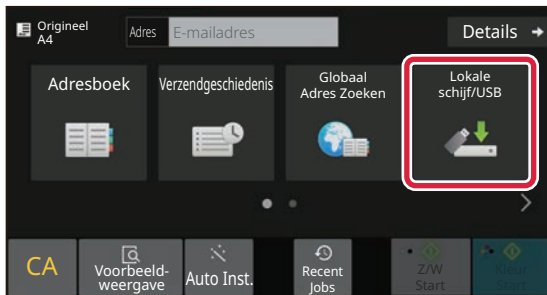 Origineel
A4
Adres E-mailadres
Details
Adresboek
Verzendgeschiedenis
Globaal
Adres Zoeken
Lokale
schijf/USB
CA
Voorbeeld-
weergave
Auto Inst.
Recent
Jobs
Z/W
Start
Kleur
Start